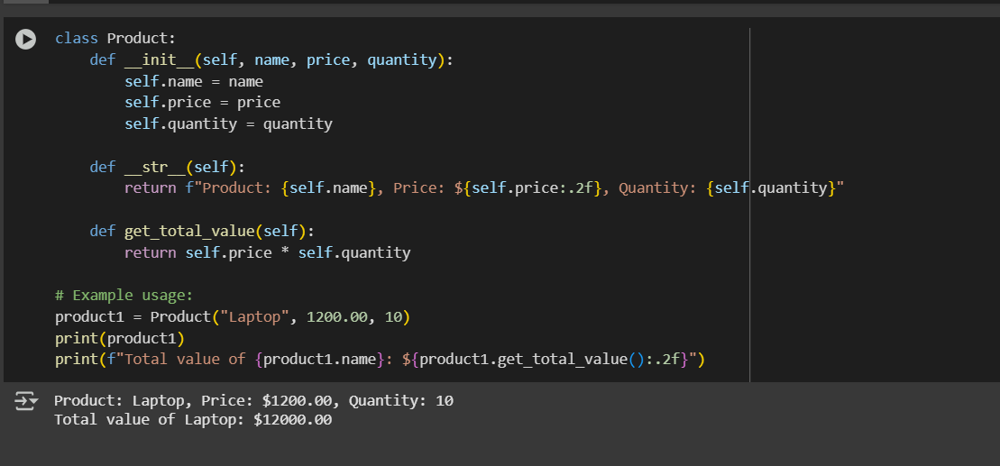 class Product:
    def __init__(self, name, price, quantity):
        self.name = name
        self.price = price
        self.quantity = quantity
    def __str__(self):
        return f"Product: {self.name}, Price: ${self.price:.2f}, Quantity: {self.quantity}"
    def get_total_value(self):
        return self.price * self.quantity
# Example usage:
product1 = Product("Laptop", 1200.00, 10)
print(product1)
print(f"Total value of {product1.name}: ${product1.get_total_value():.2f}")
Product: Laptop, Price: $1200.00, Quantity: 10
Total value of Laptop: $12000.00